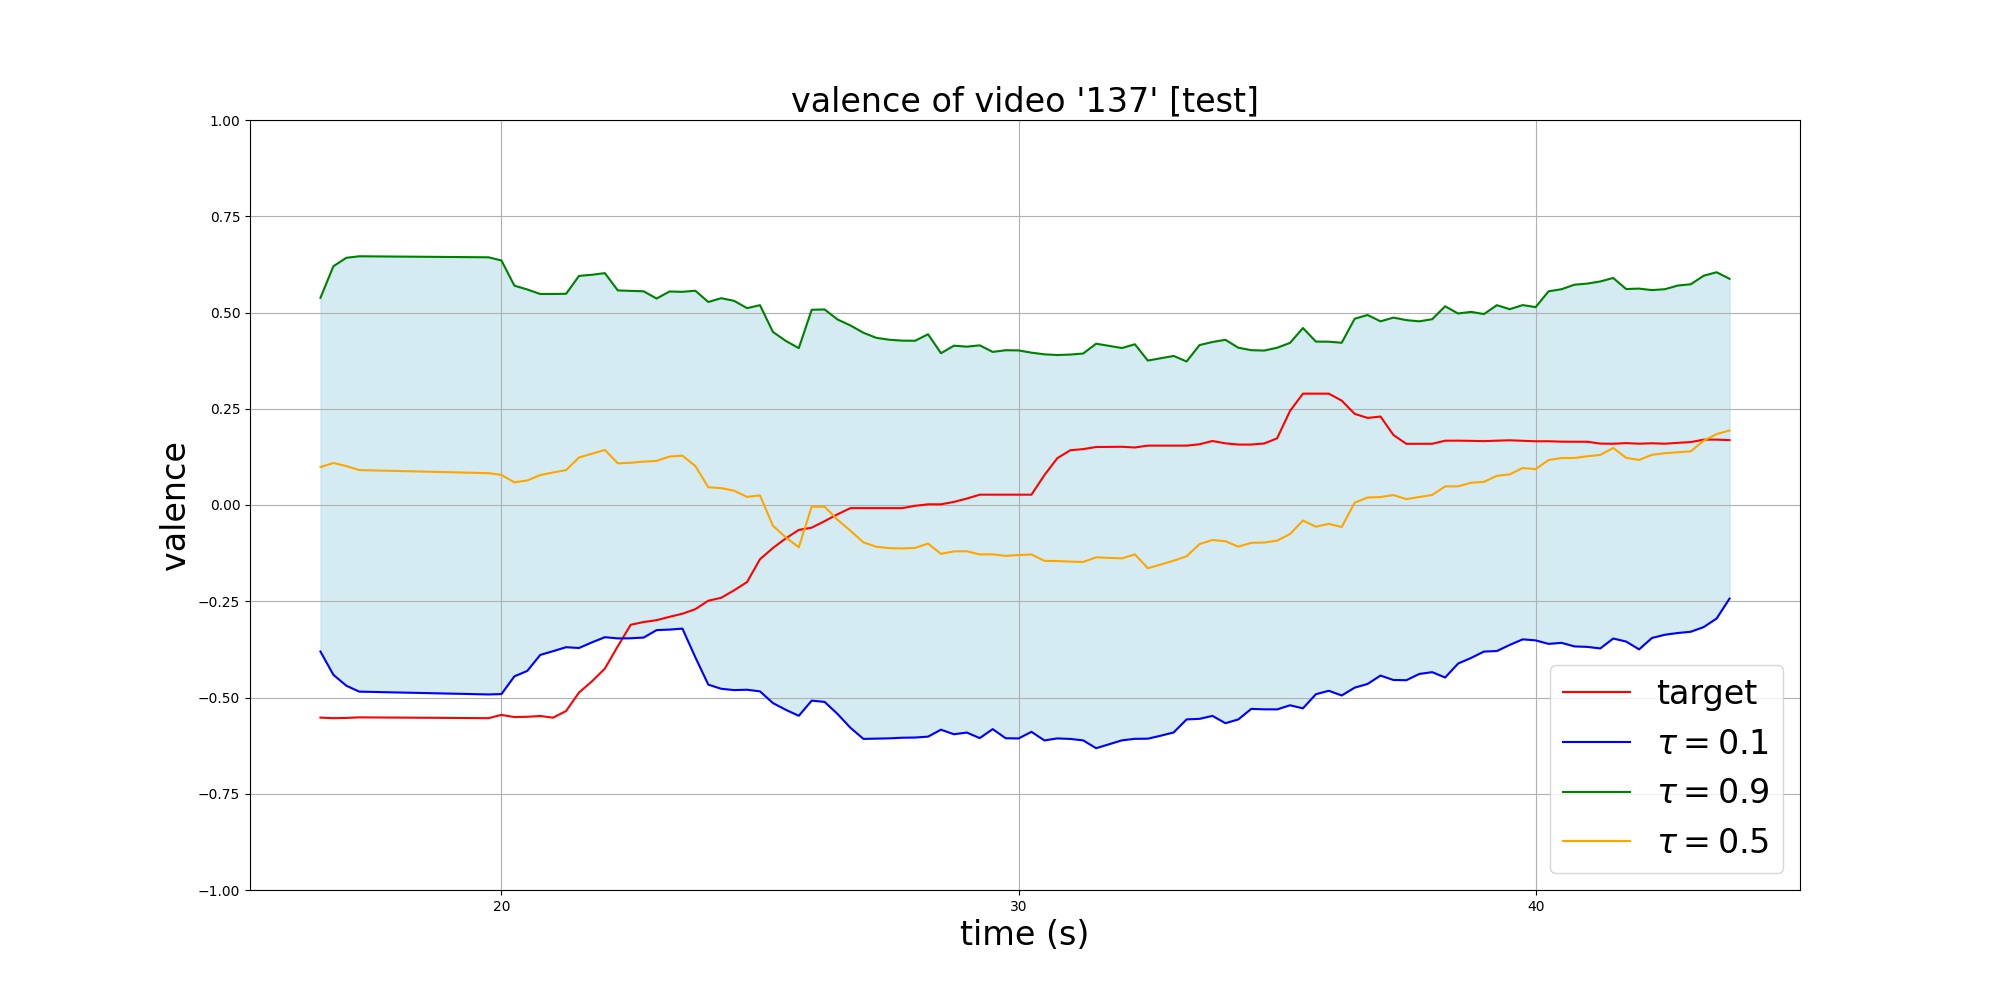 valence of video '137' [test]
1.00
0.75
0.50
0.25
0.00
−0.25
−0.50
−0.75
−1.00
valence
20
30
40
time (s)
target
τ = 0.1
τ = 0.9
τ = 0.5